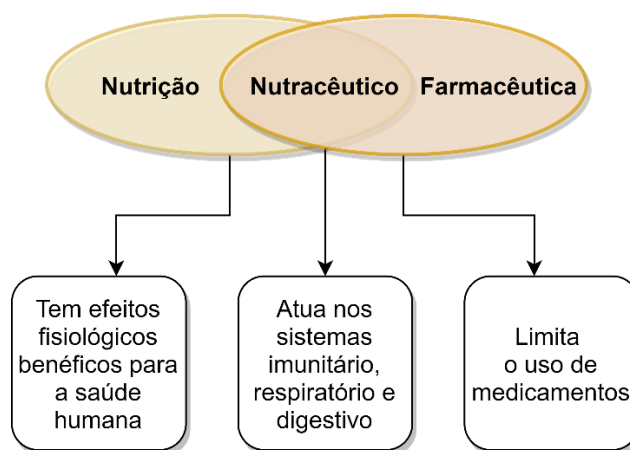 Nutrição Nutracêutico Farmacêutica
Tem efeitos
fisiológicos
benéficos para
a saúde
humana
Atua nos
sistemas
imunitário,
respiratório e
digestivo
Limita
o uso de
medicamentos